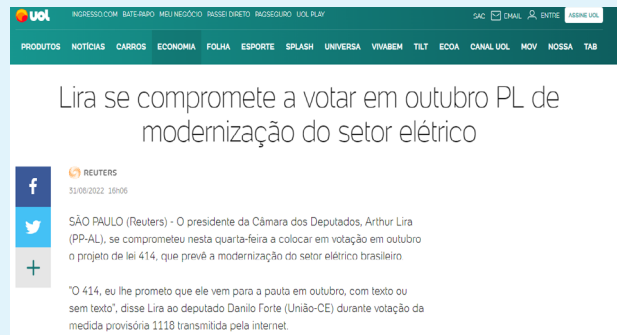 uol INGRESSO.COM BATE-PAPO MEU NEGÓCIO PASSEI DIRETO PAGSEGURO UOL PLAY SAC EMAIL ENTRE ASSINE UOL
PRODUTOS NOTÍCIAS CARROS ECONOMIA FOLHA ESPORTE SPLASH UNIVERSA VIVABEM TILT ECOA CANAL UOL MOV NOSSA TAB
Lira se compromete a votar em outubro PL de
modernização do setor elétrico
REUTERS
31/08/2022 16h06
SÃO PAULO (Reuters) - O presidente da Câmara dos Deputados, Arthur Lira
(PP-AL), se comprometeu nesta quarta-feira a colocar em votação em outubro
o projeto de lei 414, que prevê a modernização do setor elétrico brasileiro.
"O 414, eu lhe prometo que ele vem para a pauta em outubro, com texto ou
sem texto", disse Lira ao deputado Danilo Forte (União-CE) durante votação da
medida provisória 1118 transmitida pela internet.